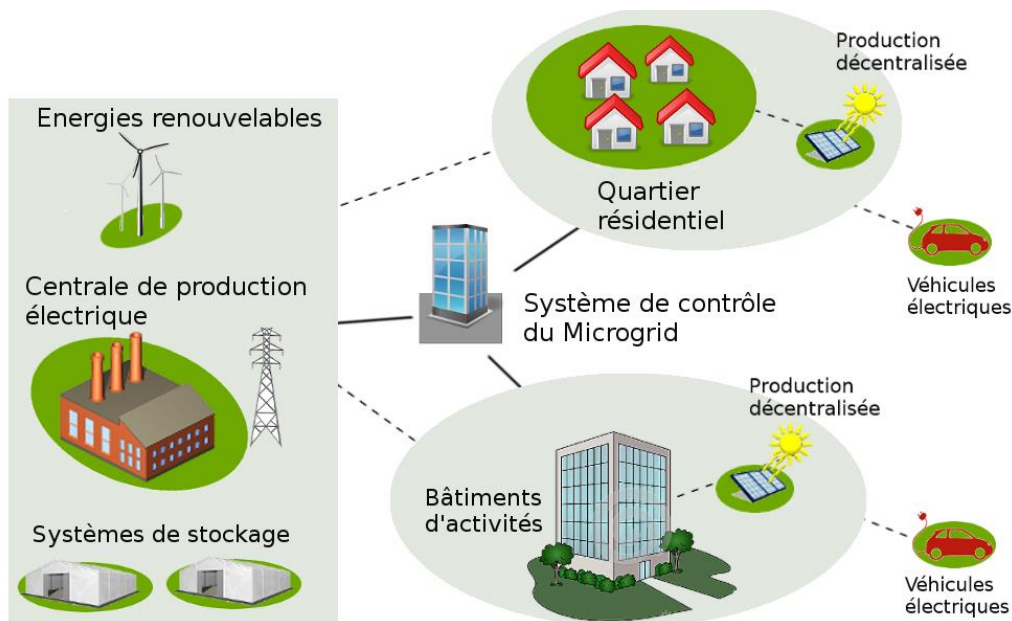 Energies renouvelables
Centrale de production
électrique
Systèmes de stockage
Système de contrôle
du Microgrid
Quartier
résidentiel
Production
décentralisée
Véhicules
électriques
Bâtiments
d'activités
Production
décentralisée
Véhicules
électriques